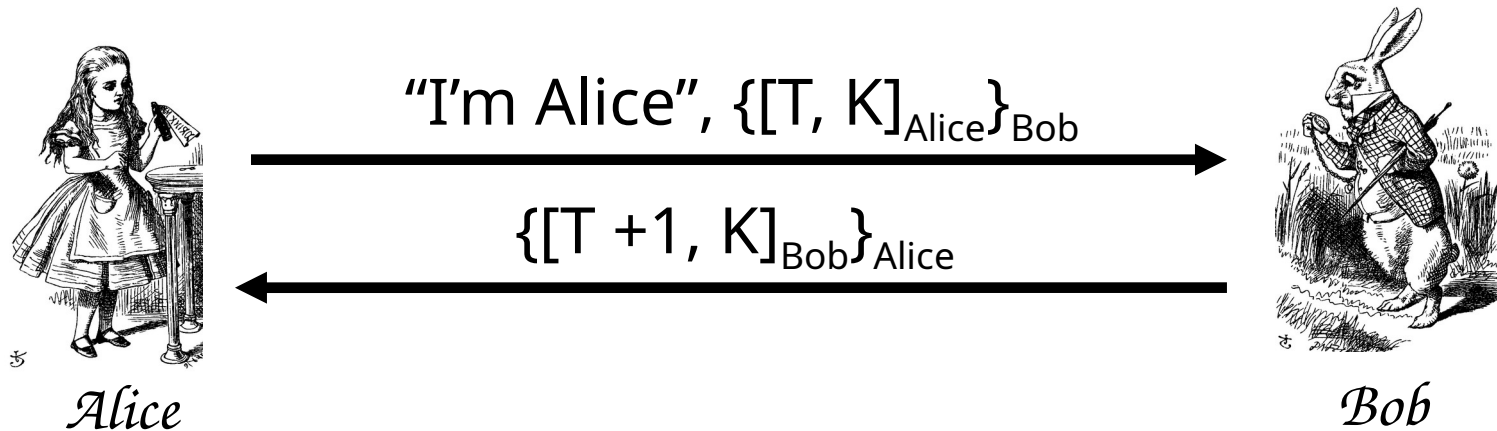 “I’m Alice”, {[T, K]Alice}Bob
{[T +1, K]Bob}Alice
Alice
Bob